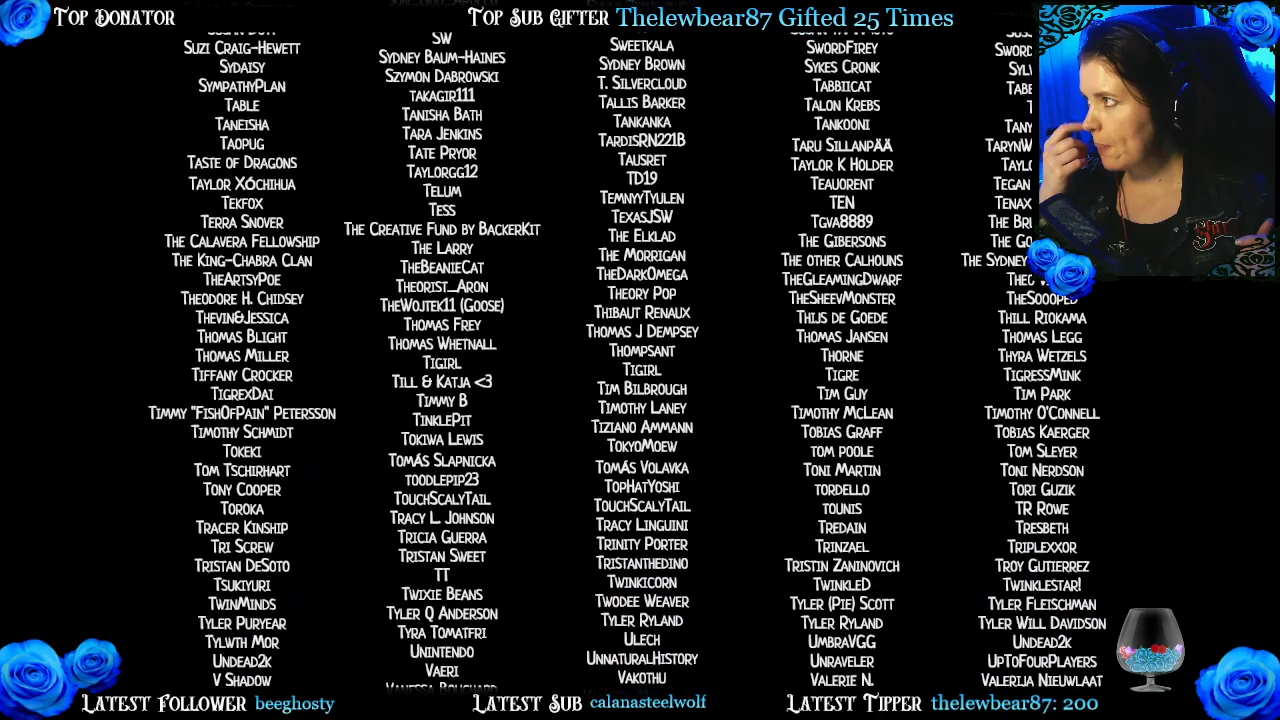 Top Donator
Top Sub Gifter Thelewbear87 Gifted 25 Times
Suzi Craig-Hewett
Sydaisy
SympathyPlan
Table
Taneisha
Taopug
Taste of Dragons
Taylor Xóchihua
Tekfox
Terra Snover
The Calavera Fellowship
The King-Chabra Clan
TheArtsyPoe
Theodore H. Chidsey
Thevin&Jessica
Thomas Blight
Thomas Miller
Tiffany Crocker
TigrexDai
Timmy "FishOfPain" Petersson
Timothy Schmidt
Tokeki
Tom Tschirhart
Tony Cooper
Toroka
Tracer Kinship
Tri Screw
Tristan DeSoto
Tsukiyuri
TwinMinds
Tyler Puryear
Tylwth Mor
Undead2k
V Shadow
SW
Sydney Baum-Haines
Szymon Dabrowski
takagir111
Tanisha Bath
Tara Jenkins
Tate Pryor
Taylorgg12
Telum
Tess
The Creative Fund by BackerKit
The Larry
TheBeanieCat
Theorist_Aron
TheWojtek11 (Goose)
Thomas Frey
Thomas Whetnall
Tigirl
Till & Katja <3
Timmy B
TinklePit
Tokiwa Lewis
Tomás Slapnicka
toodlepip23
TouchScalyTail
Tracy L. Johnson
Tricia Guerra
Tristan Sweet
TT
Twixie Beans
Tyler Q Anderson
Tyra Tomatfri
Unintendo
Vaeri
Vanessa Bouchard
Sweetkala
Sydney Brown
T. Silvercloud
Tallis Barker
Tankanka
TardisRN221B
Tausret
TD19
TemnyyTyulen
TexasJSW
The Elklad
The Morrigan
TheDarkOmega
Theory Pop
Thibaut Renaux
Thomas J Dempsey
Thompsant
Tigirl
Tim Bilbrough
Timothy Laney
Tiziano Ammann
TokyoMoew
Tomás Volavka
TopHatYoshi
TouchScalyTail
Tracy Linguini
Trinity Porter
Tristanthedino
Twinkicorn
Twodee Weaver
Tyler Ryland
Ulech
UnnaturalHistory
Vakothu
SwordFirey
Sykes Cronk
Tabbiicat
Talon Krebs
Tankooni
Taru Sillanpää
Taylor K Holder
Teauorent
TEN
Tgva8889
The Gibersons
The other Calhouns
TheGleamingDwarf
TheSheevMonster
Thijs de Goede
Thomas Jansen
Thorne
Tigre
Tim Guy
Timothy McLean
Tobias Graff
tom poole
Toni Martin
tordello
tounis
Tredain
Trinzael
Tristin Zaninovich
TwinkleD
Tyler (Pie) Scott
Tyler Ryland
UmbraVGG
Unraveler
Valerie N.
Tegan
Tenax
The Sydney
TheSoooped
Thill Riokama
Thomas Legg
Thyra Wetzels
TigressMink
Tim Park
Timothy O'Connell
Tobias Kaerger
Tom Sleyer
Toni Nerdson
Tori Guzik
TR Rowe
Tresbeth
Triplexxor
Troy Gutierrez
Twinklestar!
Tyler Fleischman
Tyler Will Davidson
Undead2k
UpToFourPlayers
Valerija Nieuwlaat
Latest Follower beeghosty
Latest Sub calanasteelwolf
Latest Tipper thelewbear87: 200